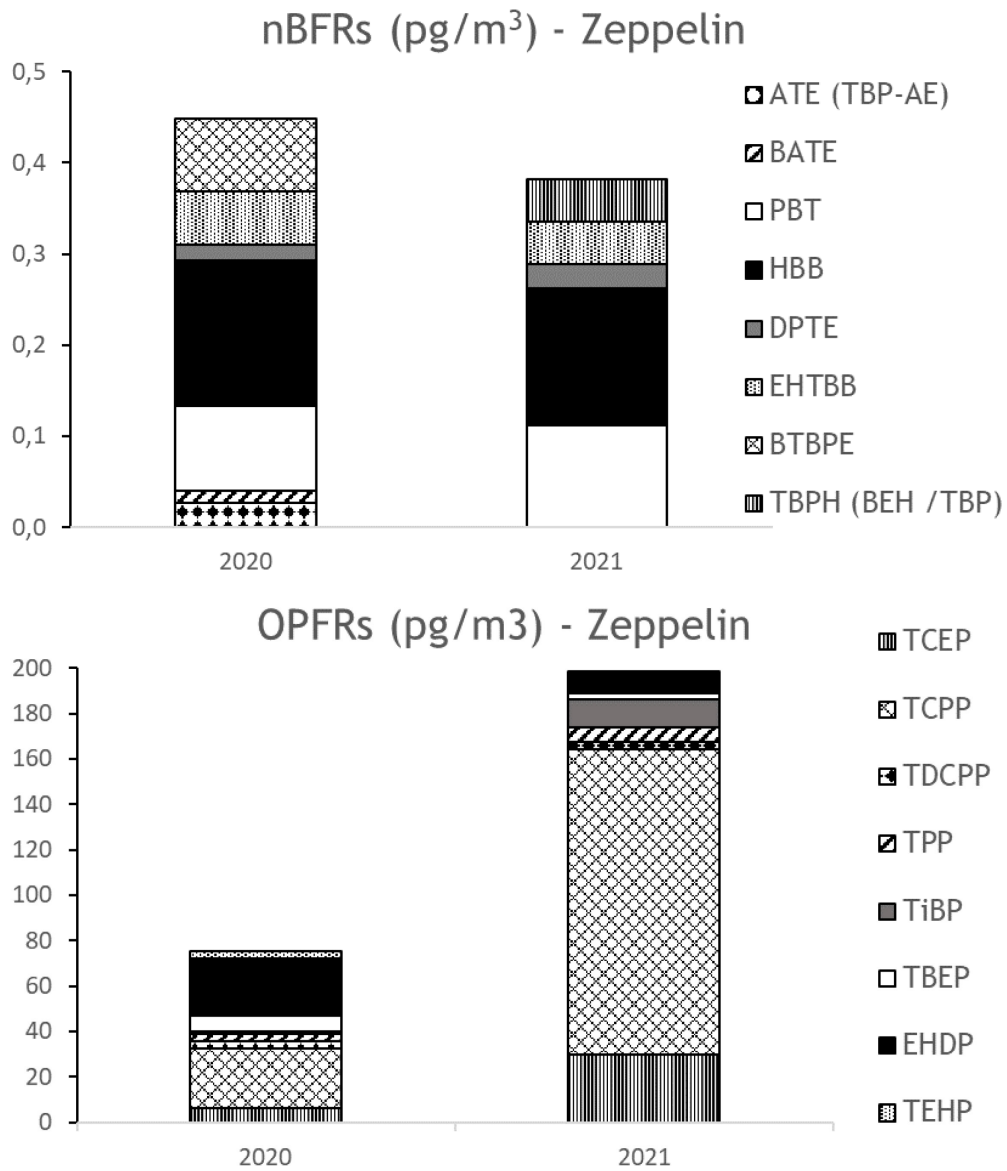 nBFRs (pg/m³) - Zeppelin
0,5
0,4
0,3
0,2
0,1
0,0
2020
2021
ATE (TBP-AE)
BATE
PBT
HBB
DPTE
EHTBB
BTBPE
TBPH (BEH /TBP)
OPFRs (pg/m3) - Zeppelin
200
180
160
140
120
100
80
60
40
20
0
2020
2021
TCEP
TCPP
TDCPP
TPP
TiBP
TBEP
EHDP
TEHP